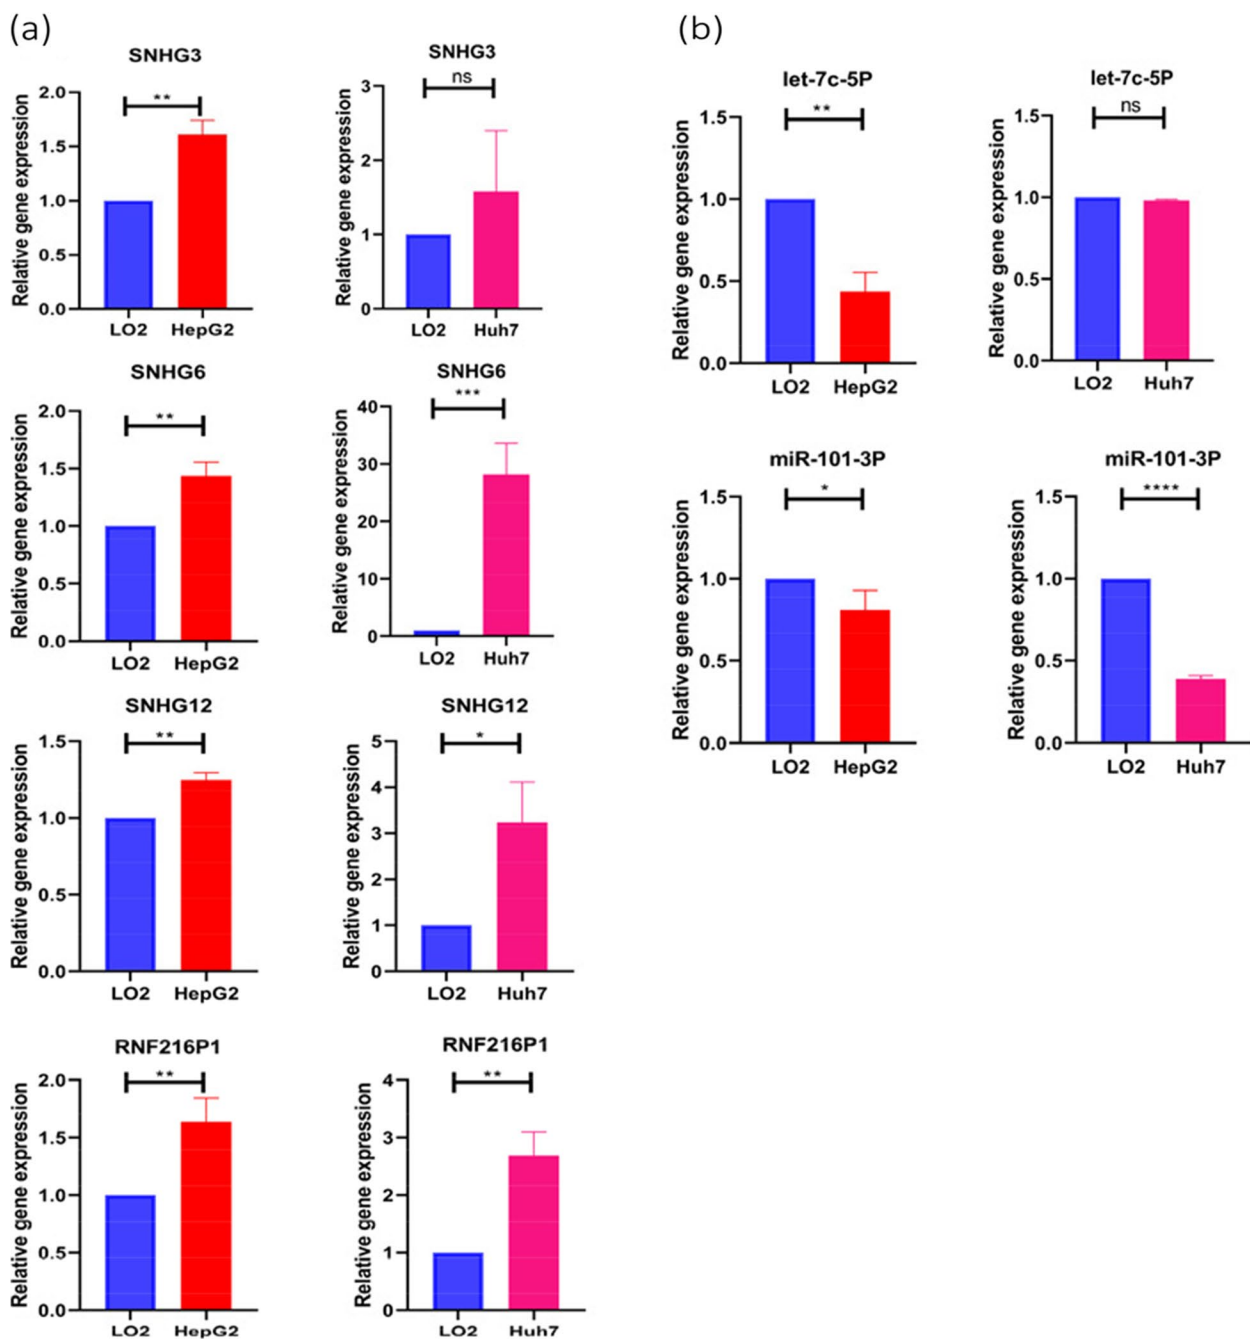 (a)
SNHG3
**
Relative gene expression
2.0
1.5
1.0
0.5
0.0
LO2 HepG2
SNHG3
ns
Relative gene expression
3
2
1
0
LO2 Huh7
SNHG6
**
Relative gene expression
2.0
1.5
1.0
0.5
0.0
LO2 HepG2
SNHG6
***
Relative gene expression
40
30
20
10
0
LO2 Huh7
SNHG12
**
Relative gene expression
1.5
1.0
0.5
0.0
LO2 HepG2
SNHG12
*
Relative gene expression
5
4
3
2
1
0
LO2 Huh7
RNF216P1
**
Relative gene expression
2.0
1.5
1.0
0.5
0.0
LO2 HepG2
RNF216P1
**
Relative gene expression
4
3
2
1
0
LO2 Huh7
(b)
let-7c-5P
**
Relative gene expression
1.5
1.0
0.5
0.0
LO2 HepG2
let-7c-5P
ns
Relative gene expression
1.5
1.0
0.5
0.0
LO2 Huh7
miR-101-3P
*
Relative gene expression
1.5
1.0
0.5
0.0
LO2 HepG2
miR-101-3P
****
Relative gene expression
1.5
1.0
0.5
0.0
LO2 Huh7